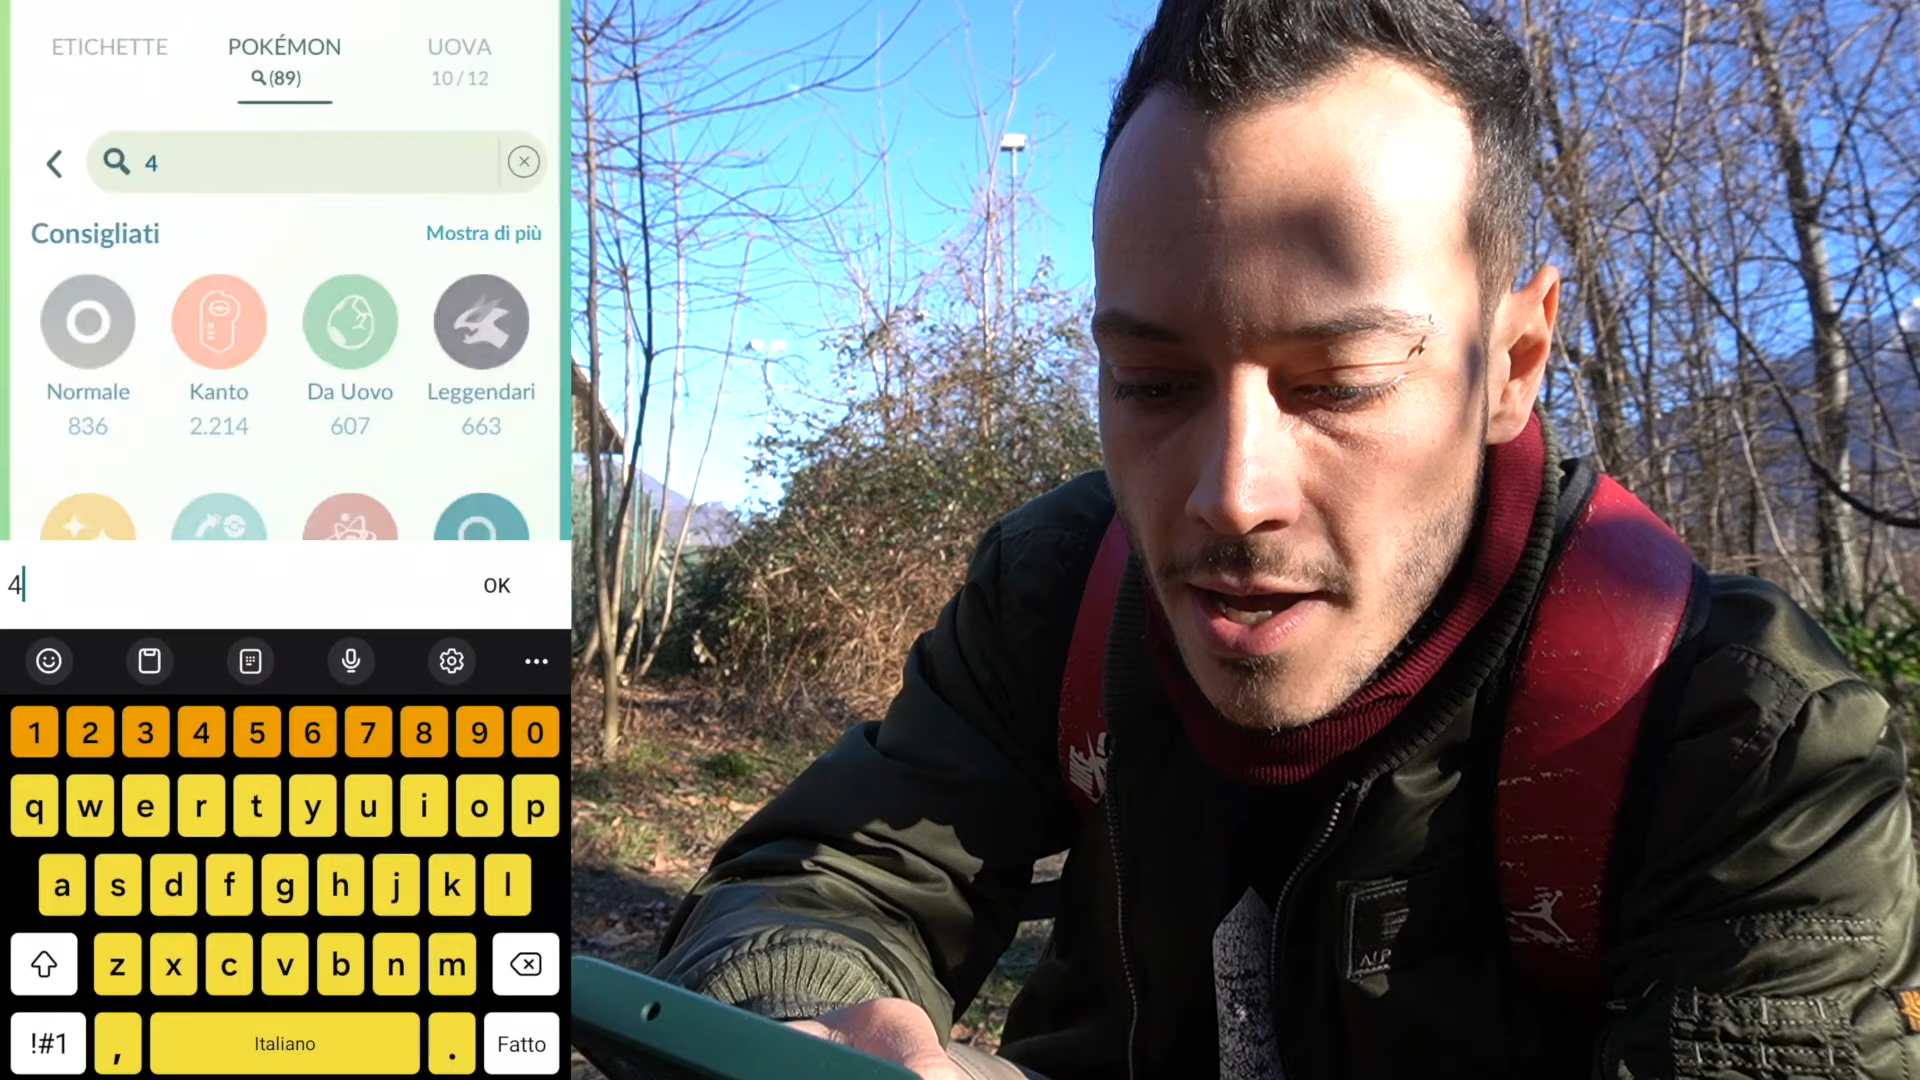 ETICHETTE
POKÉMON
(89)
UOVA
10/12
4
Consigliati
Mostra di più
Normale
836
Kanto
2.214
Da Uovo
607
Leggendari
663
4
OK
1 2 3 4 5 6 7 8 9 0
q w e r t y u i o p
a s d f g h j k l
z x c v b n m
!#1 , Italiano . Fatto